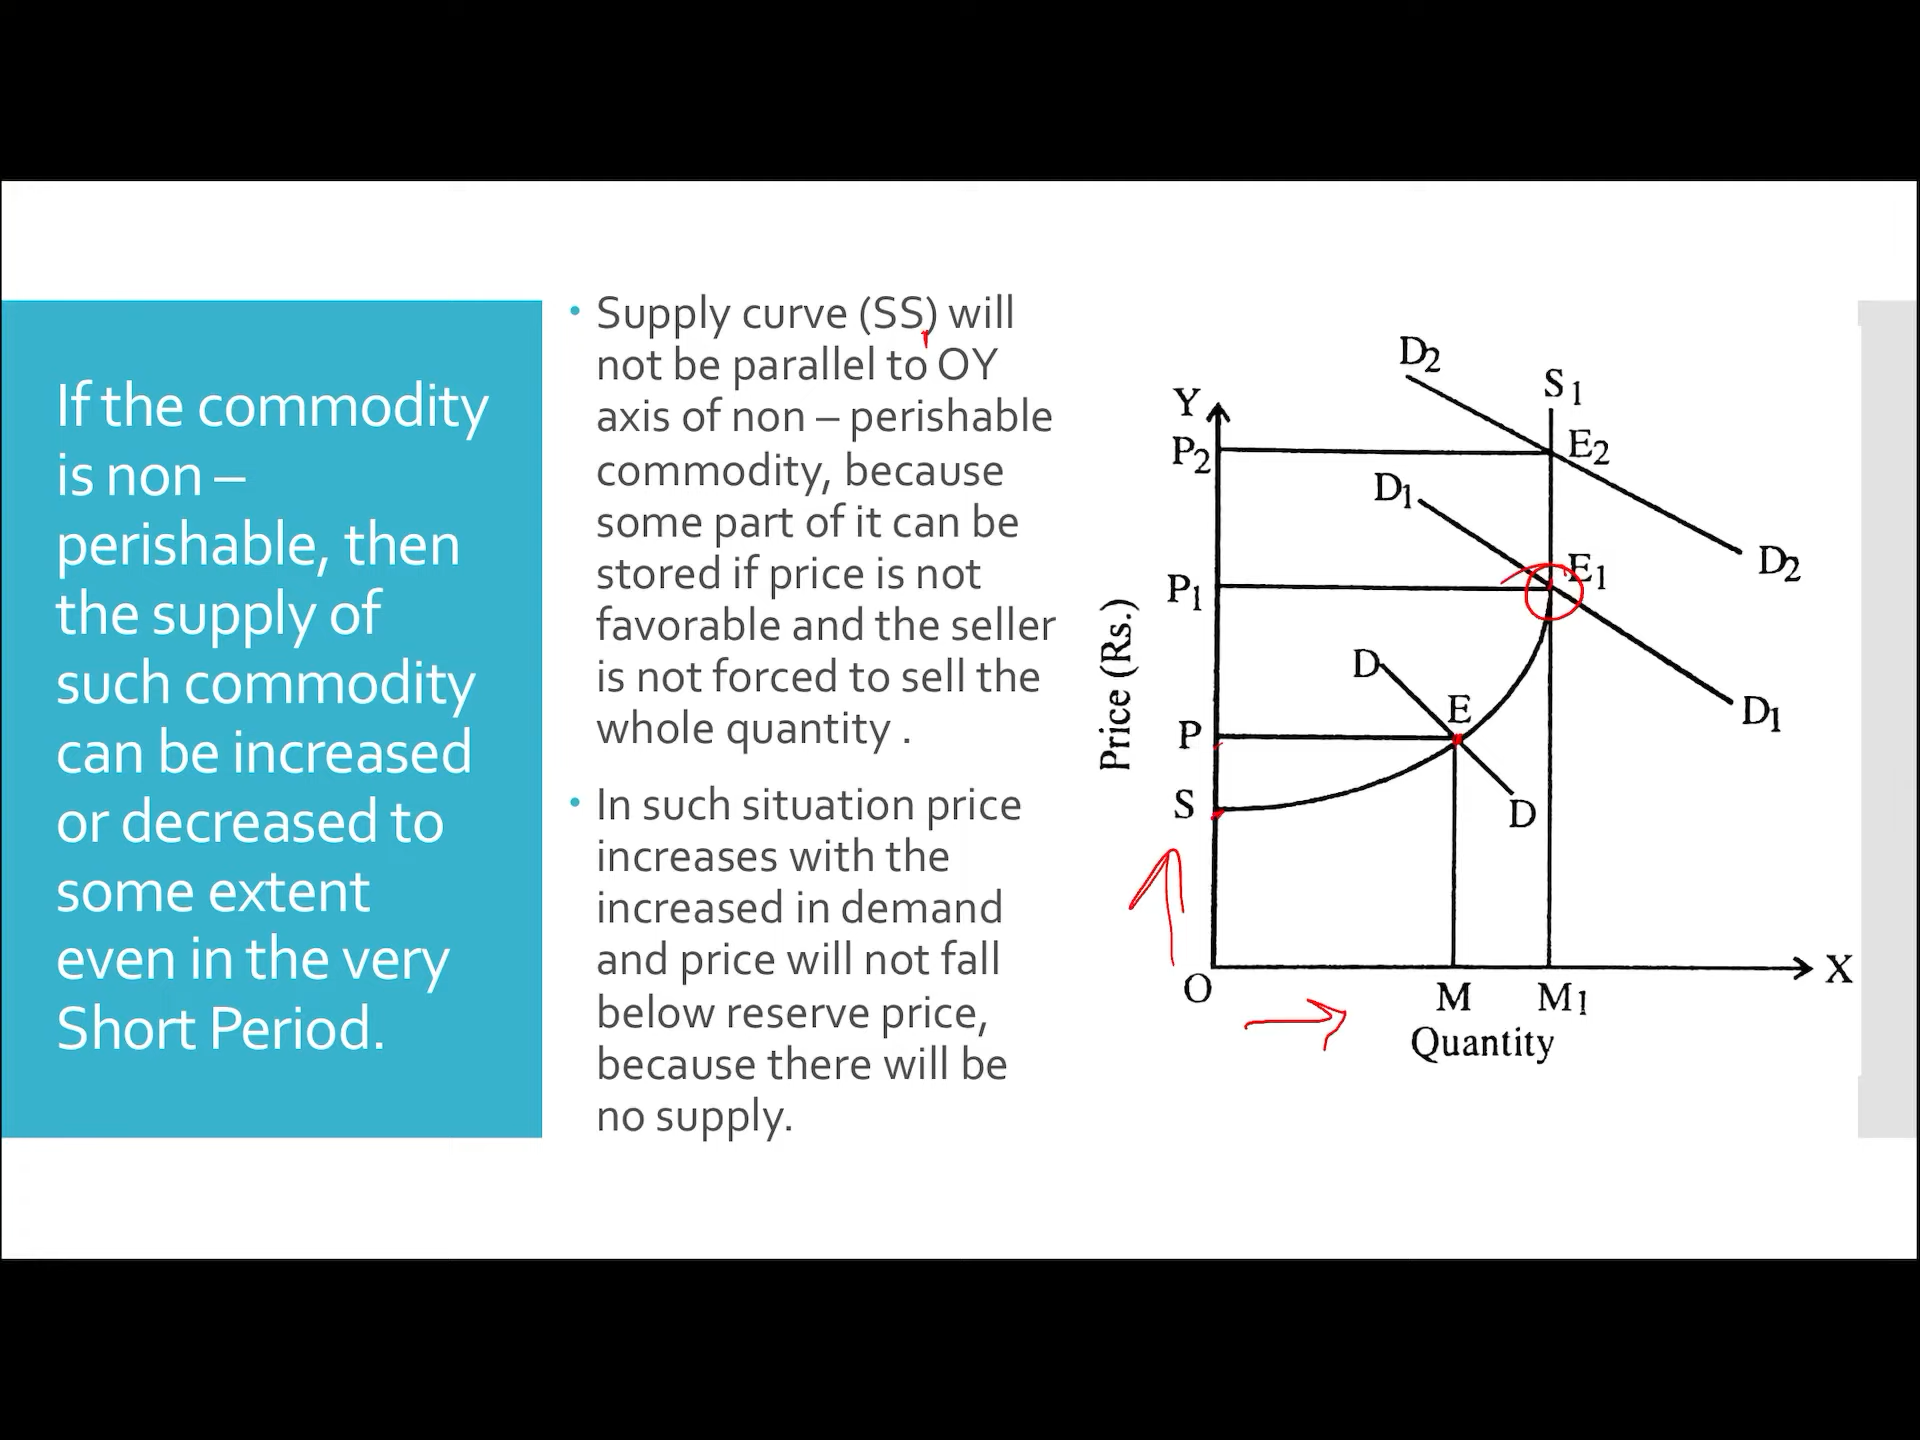 If the commodity
is non –
perishable, then
the supply of
such commodity
can be increased
or decreased to
some extent
even in the very
Short Period.
• Supply curve (SS) will
not be parallel to OY
axis of non – perishable
commodity, because
some part of it can be
stored if price is not
favorable and the seller
is not forced to sell the
whole quantity .
• In such situation price
increases with the
increased in demand
and price will not fall
below reserve price,
because there will be
no supply.
D2
S1
Y
E2
P2
D1
D2
E1
P1
Price (Rs.)
D
E
D1
P
S
D
O
M
M1
X
Quantity